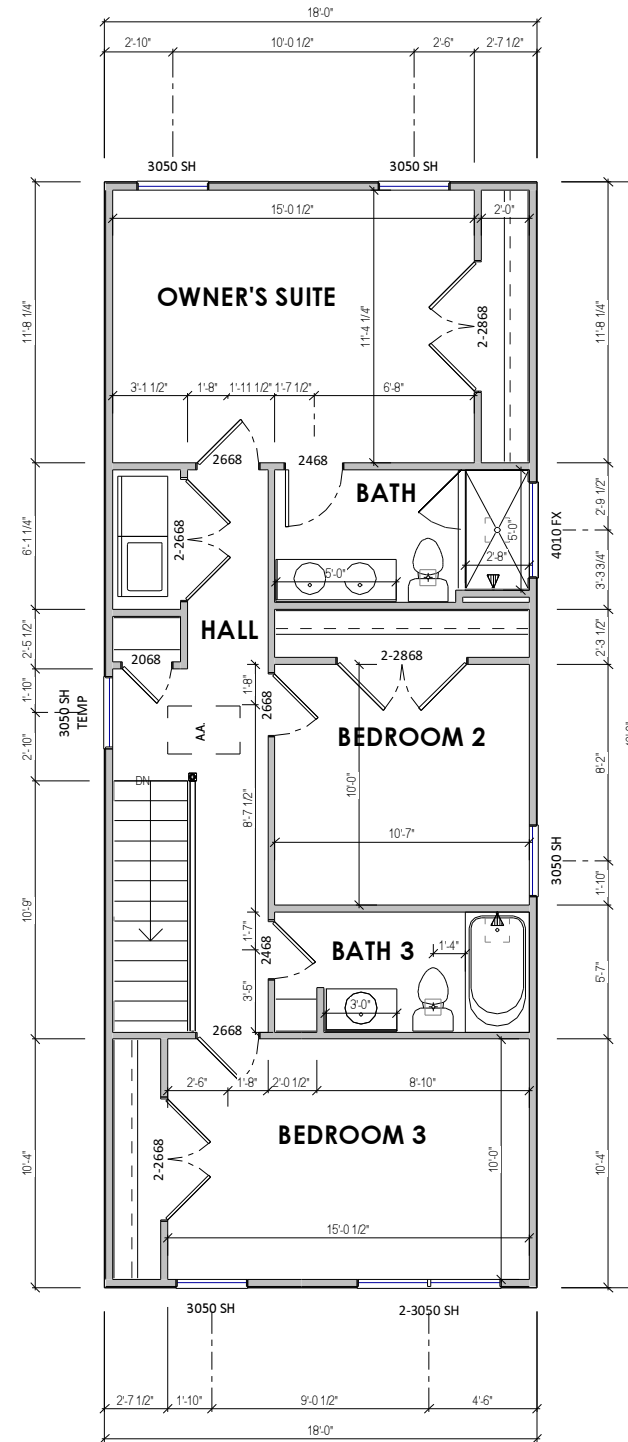 18'-0"
2'-10" 10'-0 1/2" 2'-6" 2'-7 1/2"
3050 SH 3050 SH
15'-0 1/2" 2'-0"
OWNER'S SUITE
11'-8 1/4" 11'-4 1/4" 2-2868 11'-8 1/4"
3'-1 1/2" 1'-8" 1'-11 1/2" 1'-7 1/2" 6'-8"
2668 2468
BATH
6'-1 1/4" 2-2668 5'-0" 4010 FX 2'-9 1/2"
5'-0" 2'-8" 3'-3 3/4"
HALL
2'-5 1/2" 2068 2-2868 2'-3 1/2"
1'-10" 3050 SH TEMP 1'-8" 2668
A.A. BEDROOM 2
2'-10" 8'-2"
DN 8'-7 1/2" 10'-0"
10'-7"
3050 SH 1'-10"
10'-9" 1'-7" 2468 BATH 3 1'-4" 5'-7"
3'-5" 3'-0"
2668
2'-6" 1'-8" 2'-0 1/2" 8'-10"
BEDROOM 3
10'-4" 2-2668 10'-0" 10'-4"
15'-0 1/2"
3050 SH 2-3050 SH
2'-7 1/2" 1'-10" 9'-0 1/2" 4'-6"
18'-0"